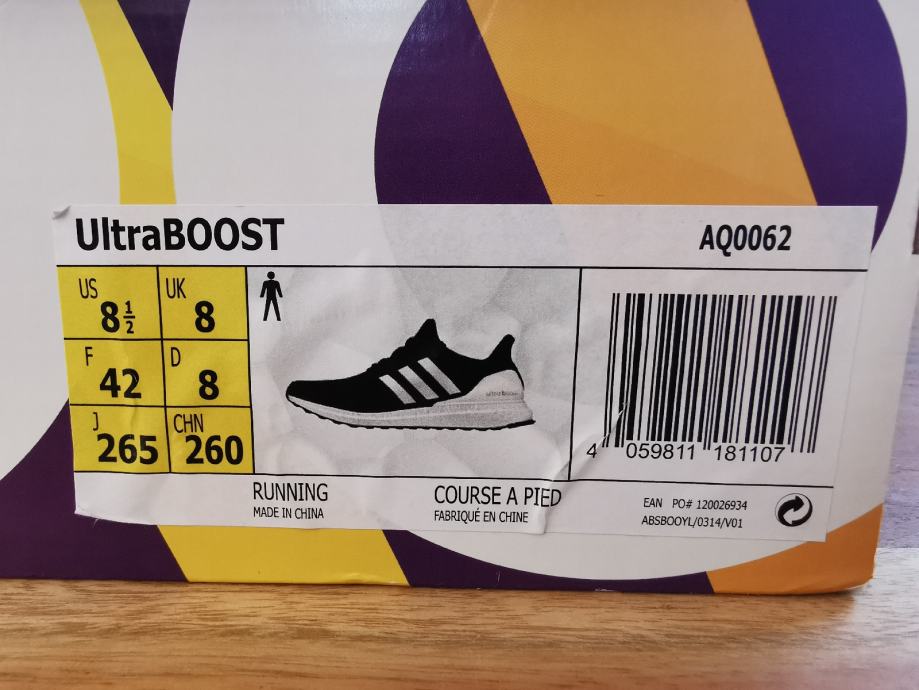 UltraBOOST
AQ0062
US 8½
UK 8
F 42
D 8
J 265
CHN 260
4 059811 181107
RUNNING
MADE IN CHINA
COURSE A PIED
FABRIQUÉ EN CHINE
EAN PO# 120026934
ABSBOOYL/0314/V01